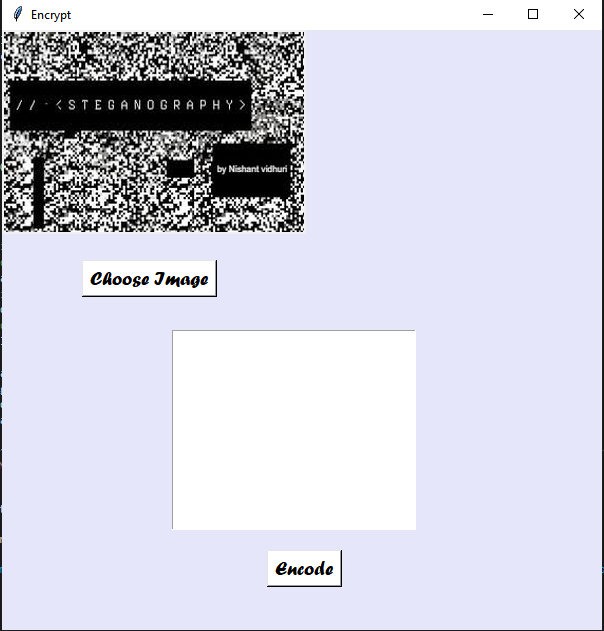 Encrypt
//-<STEGANOGRAPHY>
by Nishant vidhuri
Choose Image
Encode